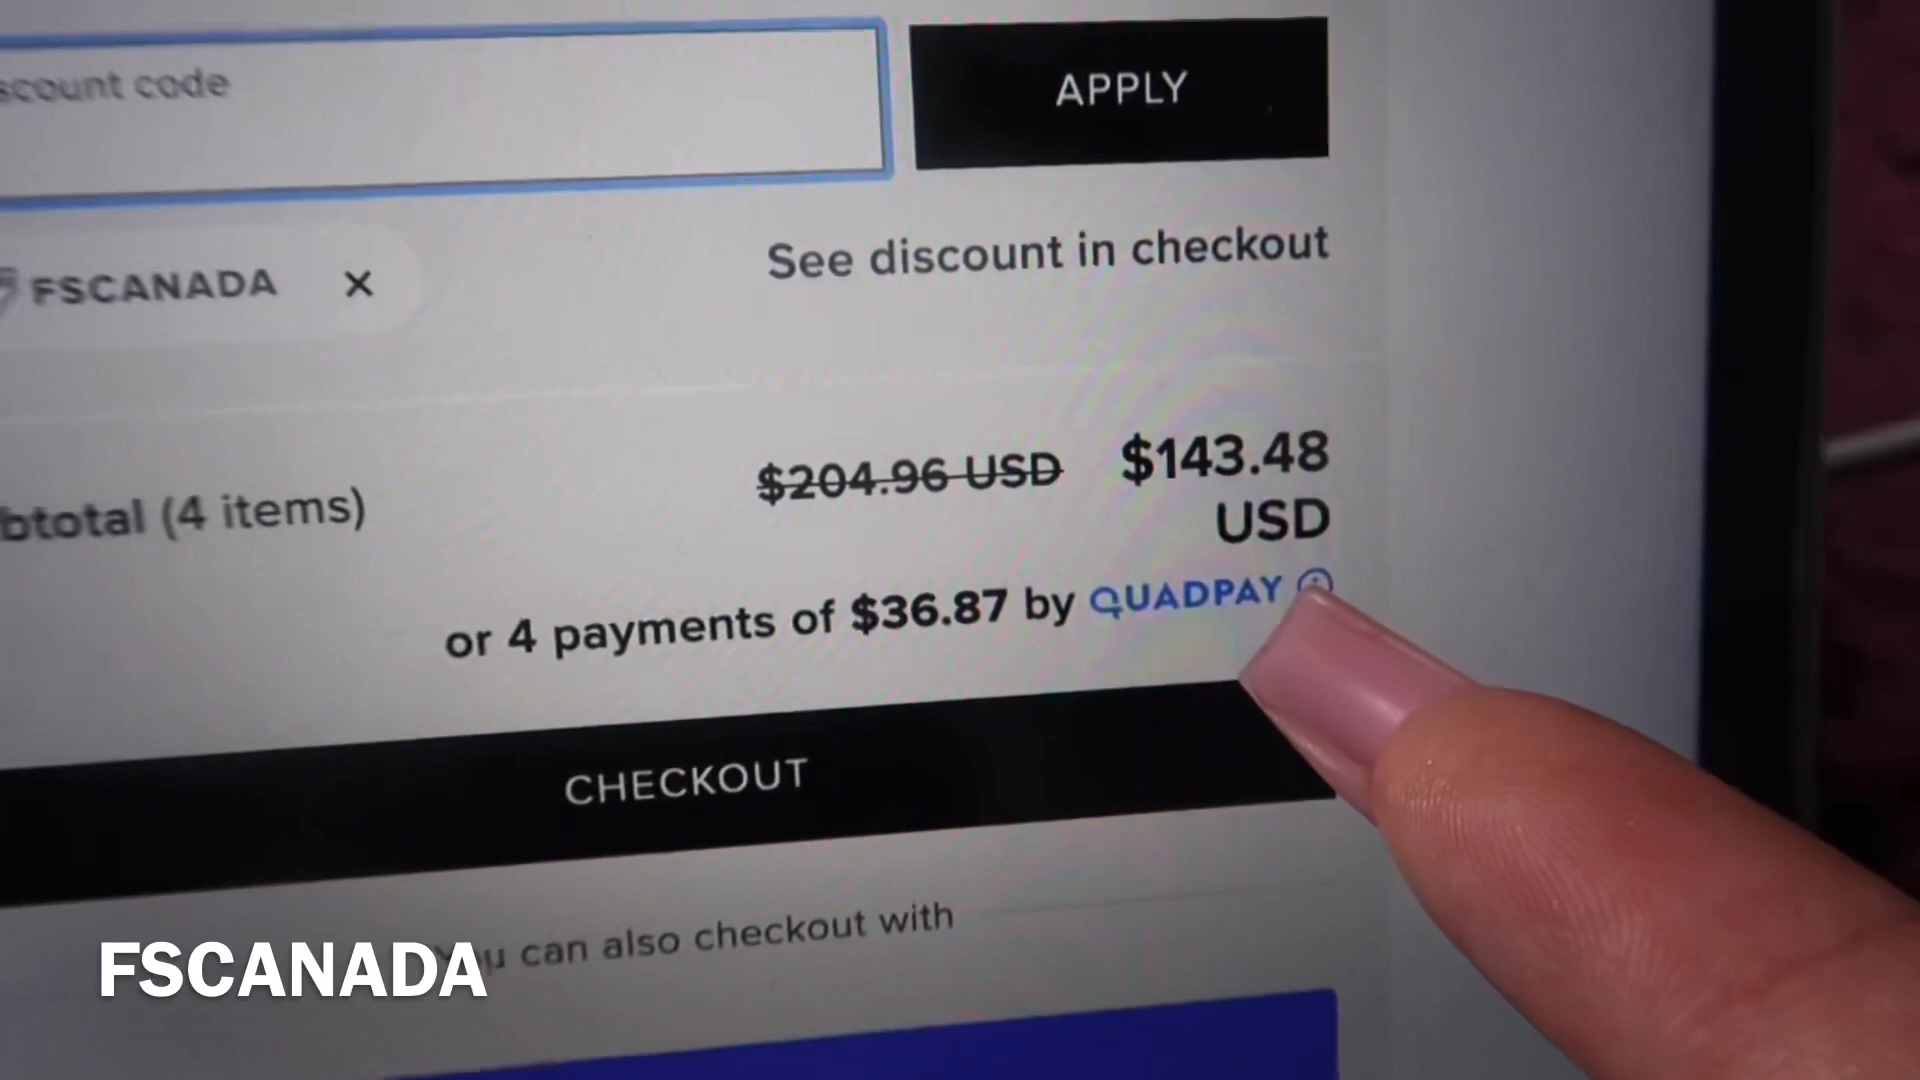 scount code
APPLY
FSCANADA ×
See discount in checkout
btotal (4 items)
$204.96 USD $143.48
USD
or 4 payments of $36.87 by QUADPAY
CHECKOUT
can also checkout with
FSCANADA